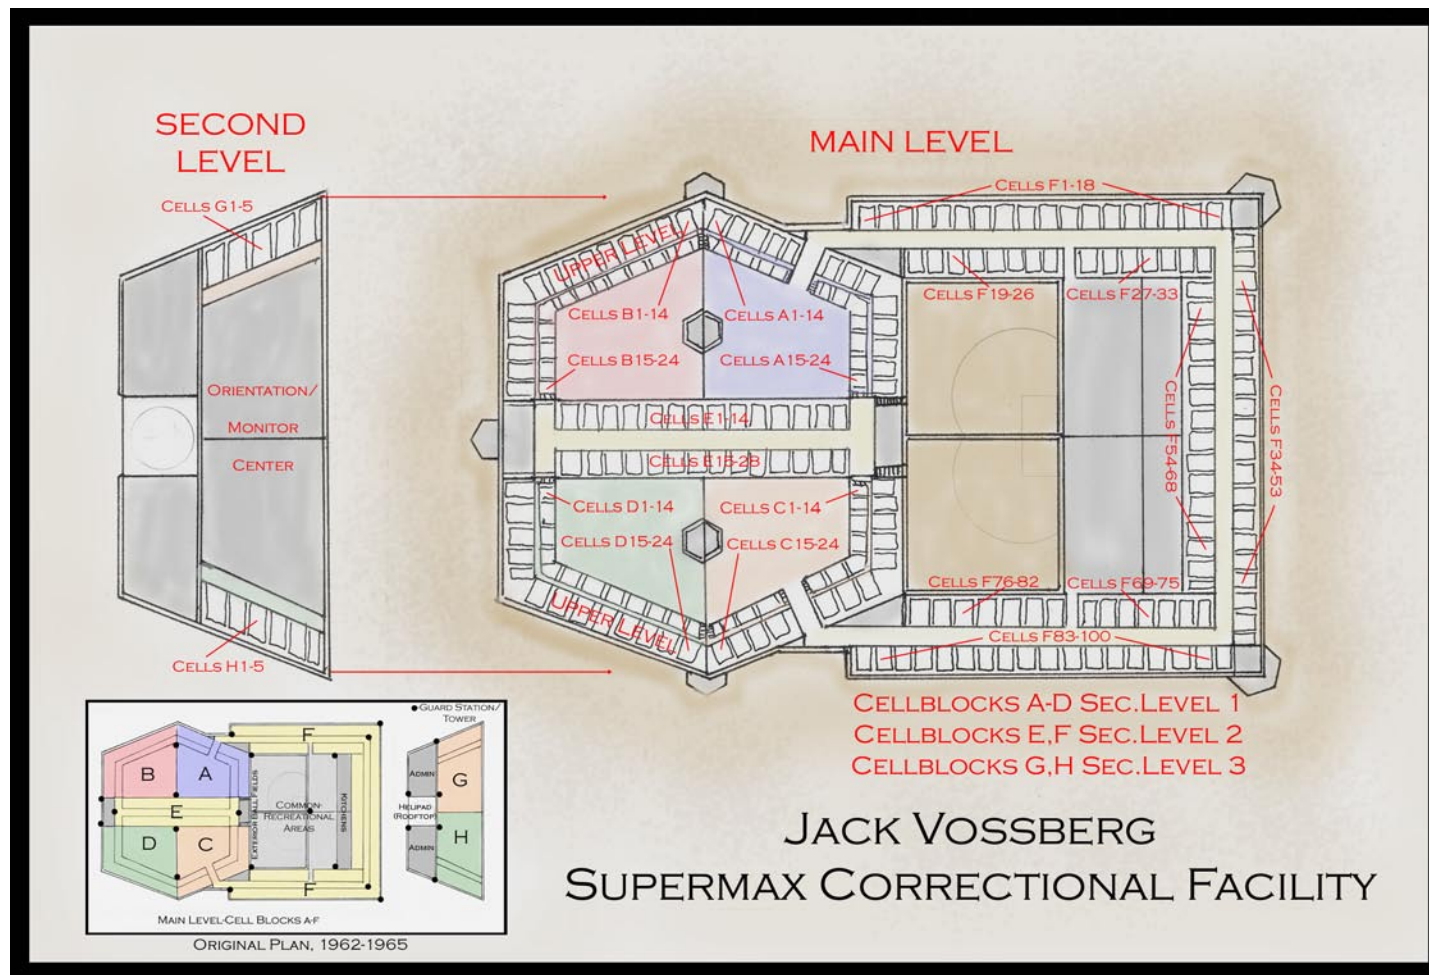 SECOND
LEVEL
MAIN LEVEL
CELLS G1-5
CELLS F1-18
UPPER LEVEL
CELLS F19-26
CELLS F27-33
CELLS B1-14
CELLS A1-14
CELLS B15-24
CELLS A15-24
ORIENTATION/
MONITOR
CENTER
CELLS E1-14
CELLS E15-28
CELLS F54-68
CELLS F34-53
CELLS D1-14
CELLS C1-14
CELLS D15-24
CELLS C15-24
UPPER LEVEL
CELLS F76-82
CELLS F69-75
CELLS F83-100
CELLS H1-5
CELLBLOCKS A-D SEC.LEVEL 1
CELLBLOCKS E,F SEC.LEVEL 2
CELLBLOCKS G,H SEC.LEVEL 3
JACK VOSSBERG
SUPERMAX CORRECTIONAL FACILITY
GUARD STATION/
TOWER
F
B
A
ADMIN
G
E
EXTERIOR BALL FIELDS
COMMON-
RECREATIONAL
AREAS
KITCHENS
HELIPAD
(ROOFTOP)
D
C
ADMIN
H
F
MAIN LEVEL-CELL BLOCKS A-F
ORIGINAL PLAN, 1962-1965